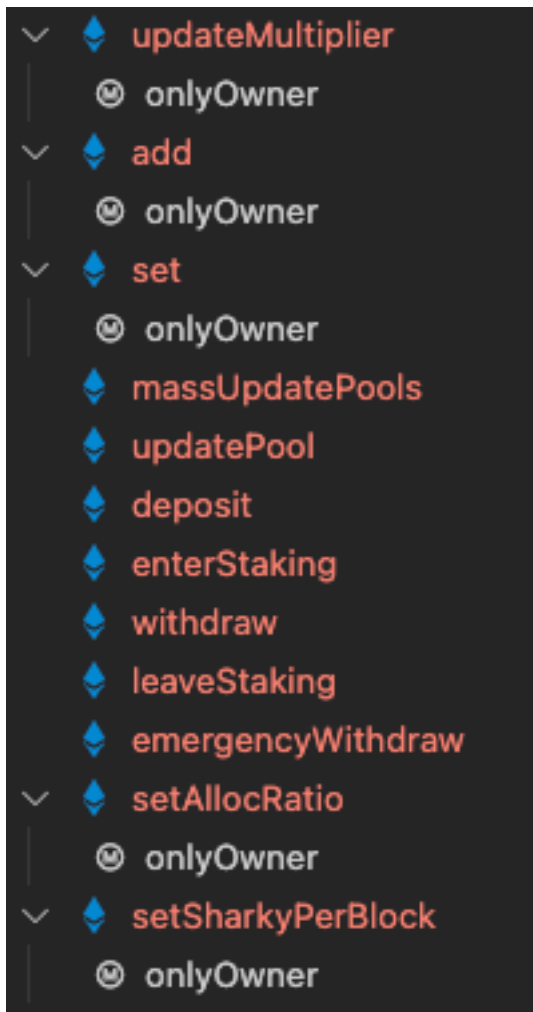 updateMultiplier
onlyOwner
add
onlyOwner
set
onlyOwner
massUpdatePools
updatePool
deposit
enterStaking
withdraw
leaveStaking
emergencyWithdraw
setAllocRatio
onlyOwner
setSharkyPerBlock
onlyOwner